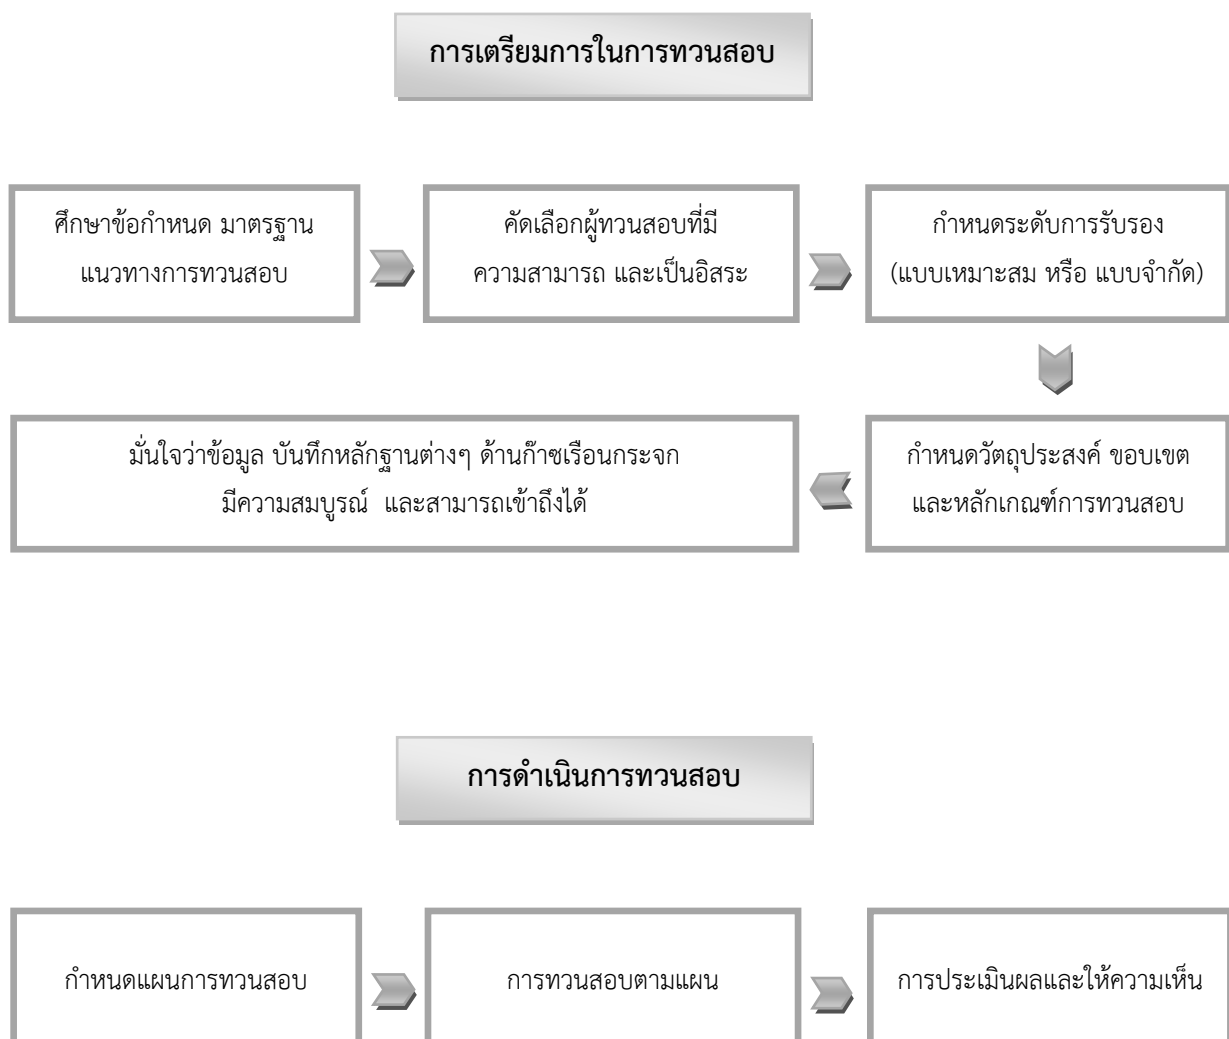 การเตรียมการในการทวนสอบ
ศึกษาข้อกำหนด มาตรฐาน
แนวทางการทวนสอบ
คัดเลือกผู้ทวนสอบที่มี
ความสามารถ และเป็นอิสระ
กำหนดระดับการรับรอง
(แบบเหมาะสม หรือ แบบจำกัด)
กำหนดวัตถุประสงค์ ขอบเขต
และหลักเกณฑ์การทวนสอบ
มั่นใจว่าข้อมูล บันทึกหลักฐานต่างๆ ด้านก๊าซเรือนกระจก
มีความสมบูรณ์ และสามารถเข้าถึงได้
การดำเนินการทวนสอบ
กำหนดแผนการทวนสอบ
การทวนสอบตามแผน
การประเมินผลและให้ความเห็น